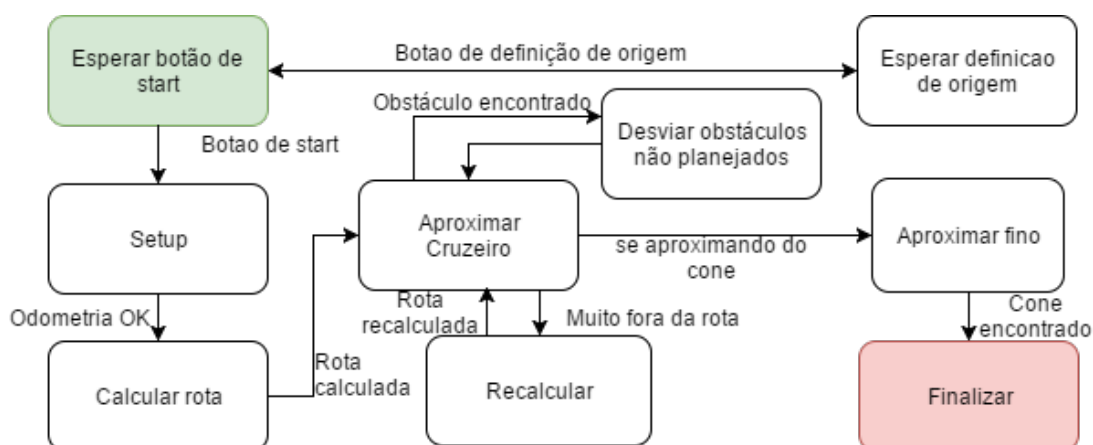 Esperar botão de
start
Botao de definição de origem
Esperar definicao
de origem
Obstáculo encontrado
Desviar obstáculos
não planejados
Botao de start
Setup
Aproximar
Cruzeiro
se aproximando do
cone
Aproximar fino
Odometria OK
Rota
recalculada
Muito fora da rota
Cone
encontrado
Rota
calculada
Calcular rota
Recalcular
Finalizar